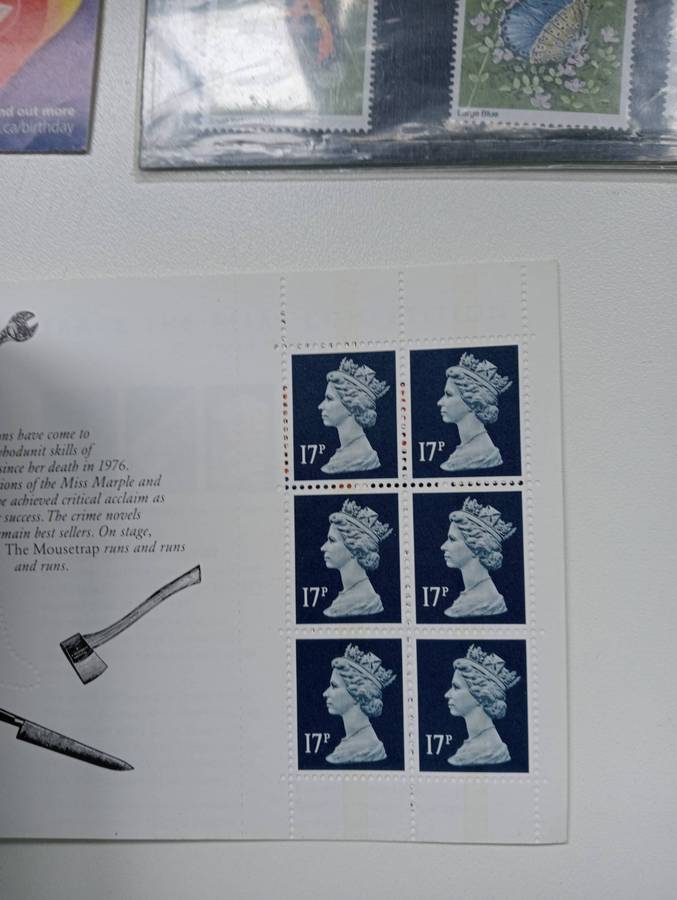 nd out more
.ca/birthday
Large Blue
ns have come to
hodunit skills of
since her death in 1976.
ions of the Miss Marple and
e achieved critical acclaim as
success. The crime novels
main best sellers. On stage,
The Mousetrap runs and runs
and runs.
17P
17P
17P
17P
17P
17P